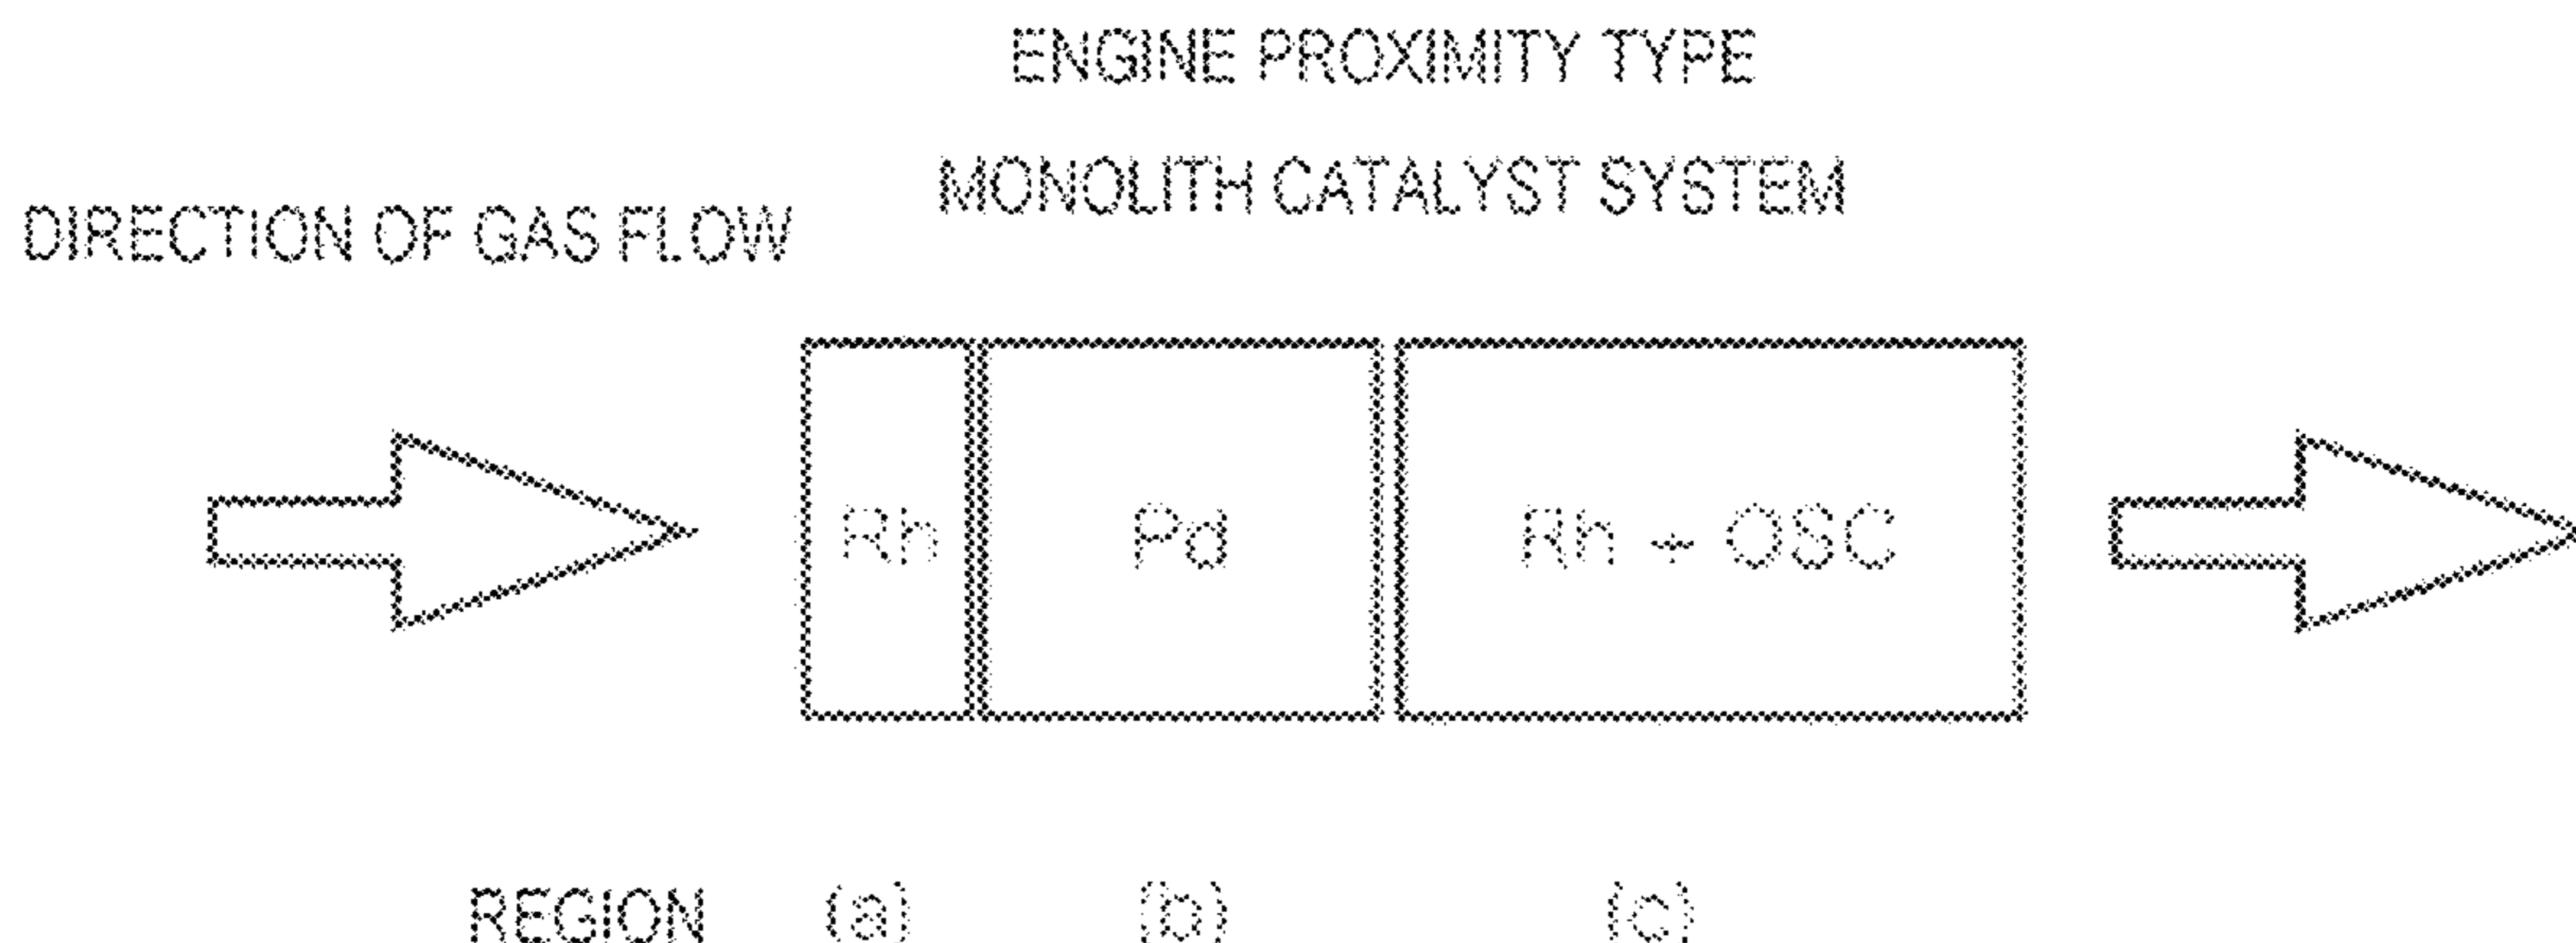 ENGINE PROXIMITY TYPE
MONOLITH CATALYST SYSTEM
DIRECTION OF GAS FLOW
Rh
Pd
Rh + OSC
REGION (a) (b) (c)